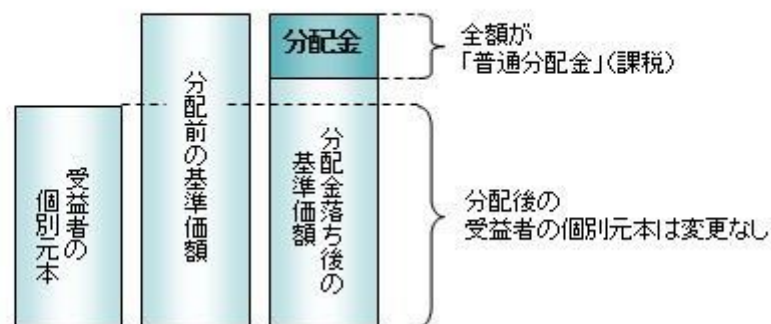 受益者の
個別元本
分配前の基準価額
分配金
分配金落ち後の
基準価額
全額が
「普通分配金」(課税)
分配後の
受益者の個別元本は変更なし